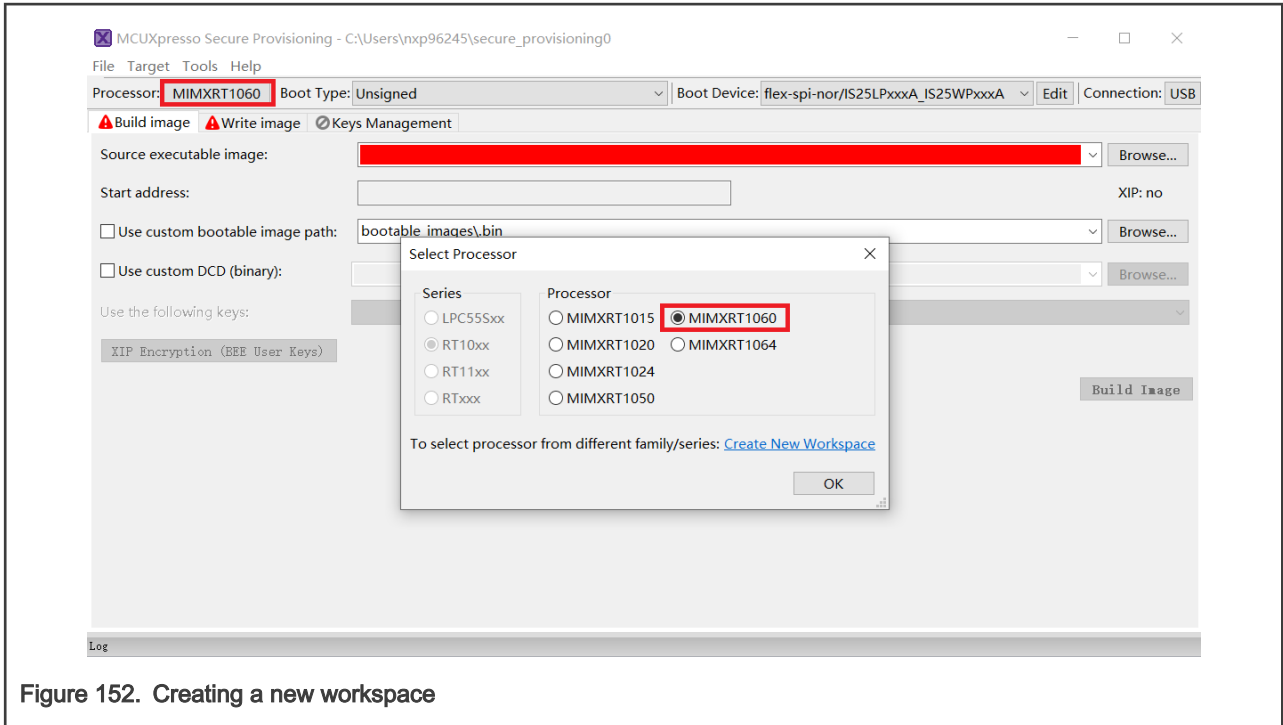 MCUXpresso Secure Provisioning - C:\Users\nxp96245\secure_provisioning0
File Target Tools Help
Processor: MIMXRT1060 Boot Type: Unsigned Boot Device: flex-spi-nor/IS25LPxxxA_IS25WPxxxA Edit Connection: USB
Build image Write image Keys Management
Source executable image: Browse...
Start address: XIP: no
Use custom bootable image path: bootable_images\.bin Browse...
Select Processor
Use custom DCD (binary): Browse...
Series Processor
Use the following keys: LPC55Sxx MIMXRT1015 MIMXRT1060
XIP Encryption (BEE User Keys) RT10xx MIMXRT1020 MIMXRT1064
RT11xx MIMXRT1024
Build Image
RTxxx MIMXRT1050
To select processor from different family/series: Create New Workspace
OK
Log
Figure 152. Creating a new workspace